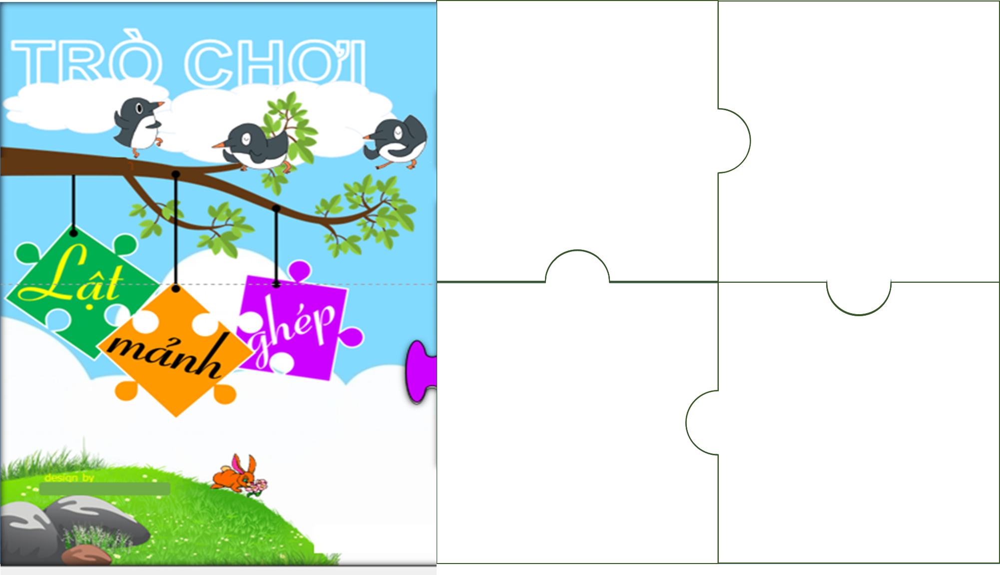 TRÒ CHƠI
Lật
mảnh
ghép
design by